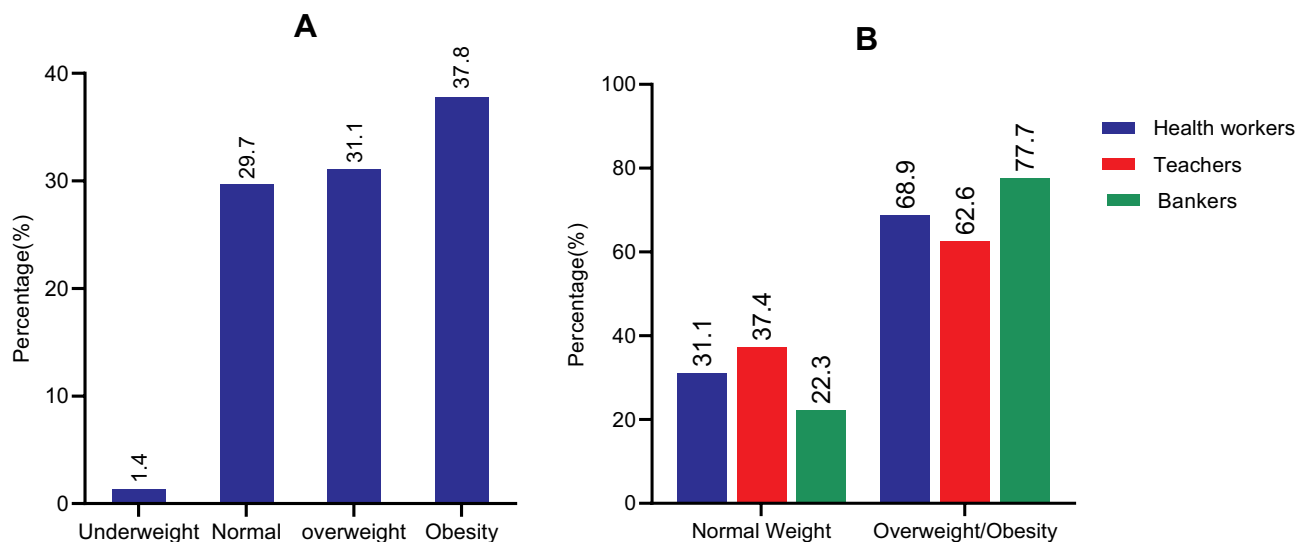 A
Percentage(%)
40
30
20
10
0
1.4
29.7
31.1
37.8
Underweight Normal overweight Obesity
B
Percentage(%)
100
80
60
40
20
0
31.1
37.4
22.3
68.9
62.6
77.7
Normal Weight Overweight/Obesity
Health workers
Teachers
Bankers